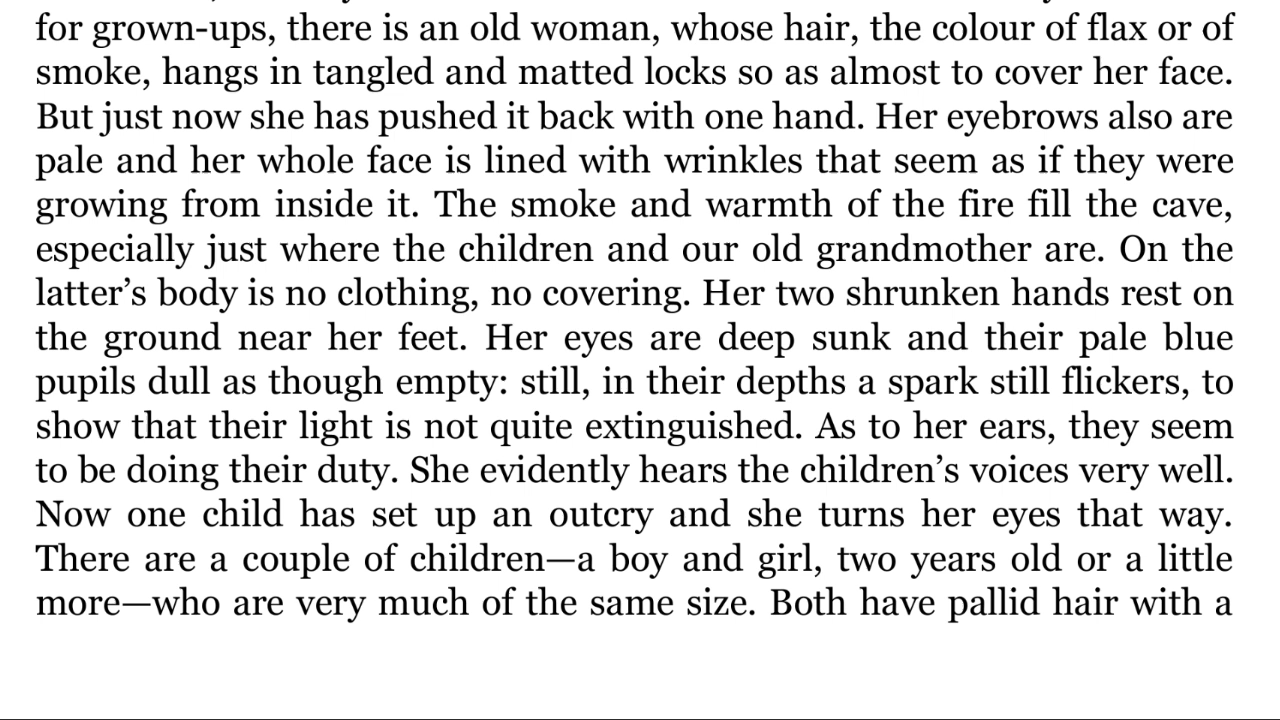 for grown-ups, there is an old woman, whose hair, the colour of flax or of
smoke, hangs in tangled and matted locks so as almost to cover her face.
But just now she has pushed it back with one hand. Her eyebrows also are
pale and her whole face is lined with wrinkles that seem as if they were
growing from inside it. The smoke and warmth of the fire fill the cave,
especially just where the children and our old grandmother are. On the
latter’s body is no clothing, no covering. Her two shrunken hands rest on
the ground near her feet. Her eyes are deep sunk and their pale blue
pupils dull as though empty: still, in their depths a spark still flickers, to
show that their light is not quite extinguished. As to her ears, they seem
to be doing their duty. She evidently hears the children’s voices very well.
Now one child has set up an outcry and she turns her eyes that way.
There are a couple of children—a boy and girl, two years old or a little
more—who are very much of the same size. Both have pallid hair with a